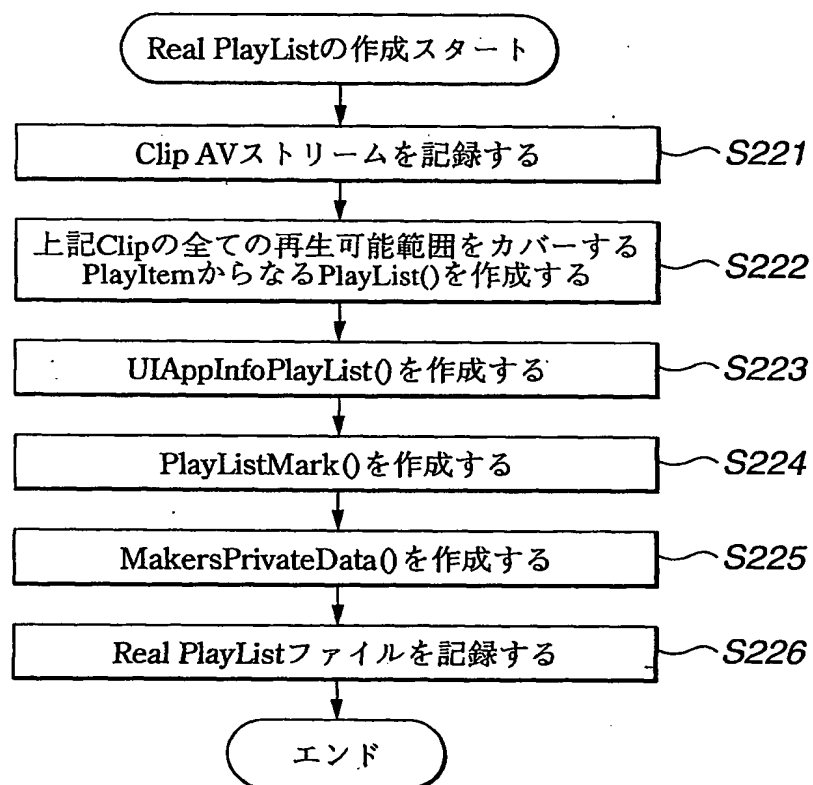 Real PlayListの作成スタート
Clip AVストリームを記録する
S221
上記Clipの全ての再生可能範囲をカバーする
PlayItemからなるPlayList()を作成する
S222
UIAppInfoPlayList()を作成する
S223
PlayListMark()を作成する
S224
MakersPrivateData()を作成する
S225
Real PlayListファイルを記録する
S226
エンド